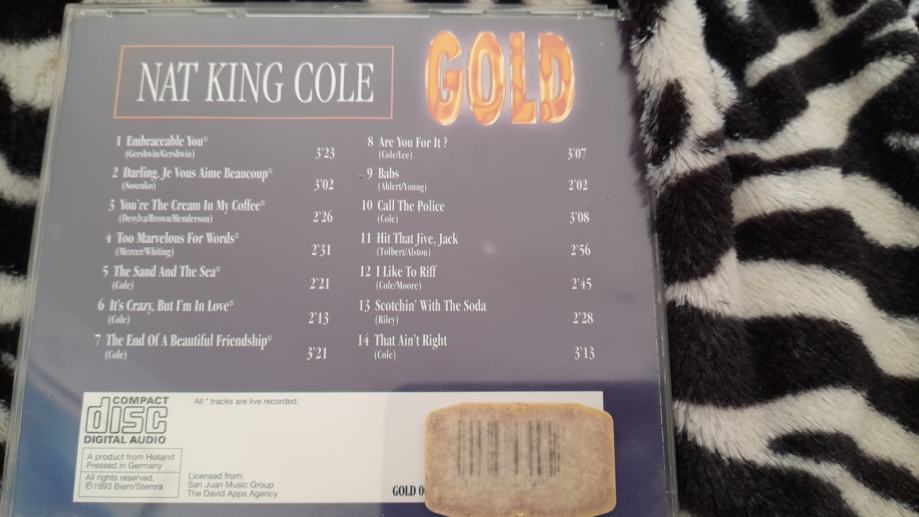 NAT KING COLE
GOLD
1 Embraceable You*
(Gershwin/Gershwin)
3'23
2 Darling, Je Vous Aime Beaucoup*
(Sosenko)
3'02
3 You're The Cream In My Coffee*
(Desylva/Brown/Henderson)
2'26
4 Too Marvelous For Words*
(Mercer/Whiting)
2'31
5 The Sand And The Sea*
(Cole)
2'21
6 It's Crazy, But I'm In Love*
(Cole)
2'13
7 The End Of A Beautiful Friendship*
(Cole)
3'21
8 Are You For It ?
(Cole/Lee)
3'07
9 Babs
(Ahlert/Young)
2'02
10 Call The Police
(Cole)
3'08
11 Hit That Jive, Jack
(Tolbert/Alston)
2'56
12 I Like To Riff
(Cole/Moore)
2'45
13 Scotchin' With The Soda
(Riley)
2'28
14 That Ain't Right
(Cole)
3'13
COMPACT
disc
DIGITAL AUDIO
All * tracks are live recorded.
A product from Holland
Pressed in Germany
All rights reserved,
℗1993 Biem/Stemra
Licensed from:
San Juan Music Group
The David Apps Agency
GOLD